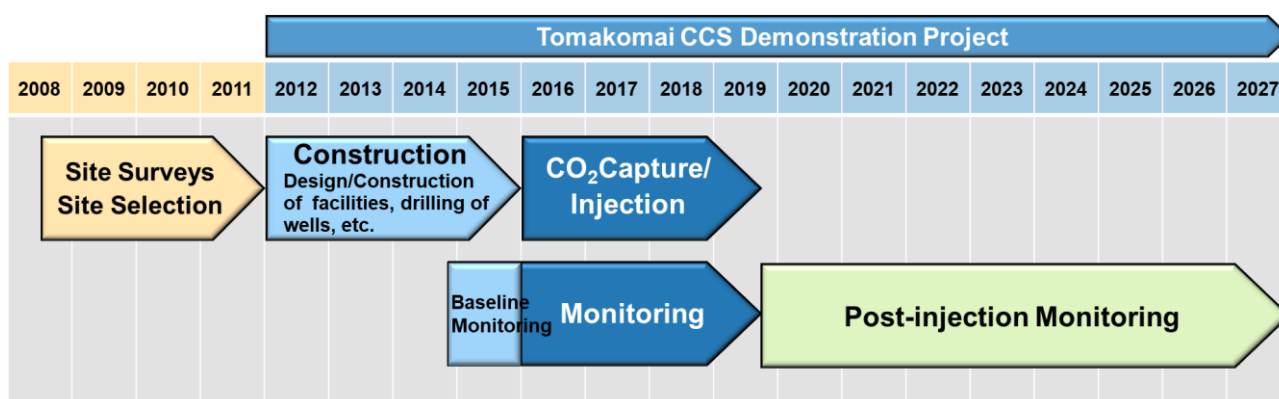 Tomakomai CCS Demonstration Project
2008 2009 2010 2011 2012 2013 2014 2015 2016 2017 2018 2019 2020 2021 2022 2023 2024 2025 2026 2027
Site Surveys
Site Selection
Construction
Design/Construction
of facilities, drilling of
wells, etc.
CO₂Capture/
Injection
Baseline
Monitoring
Monitoring
Post-injection Monitoring